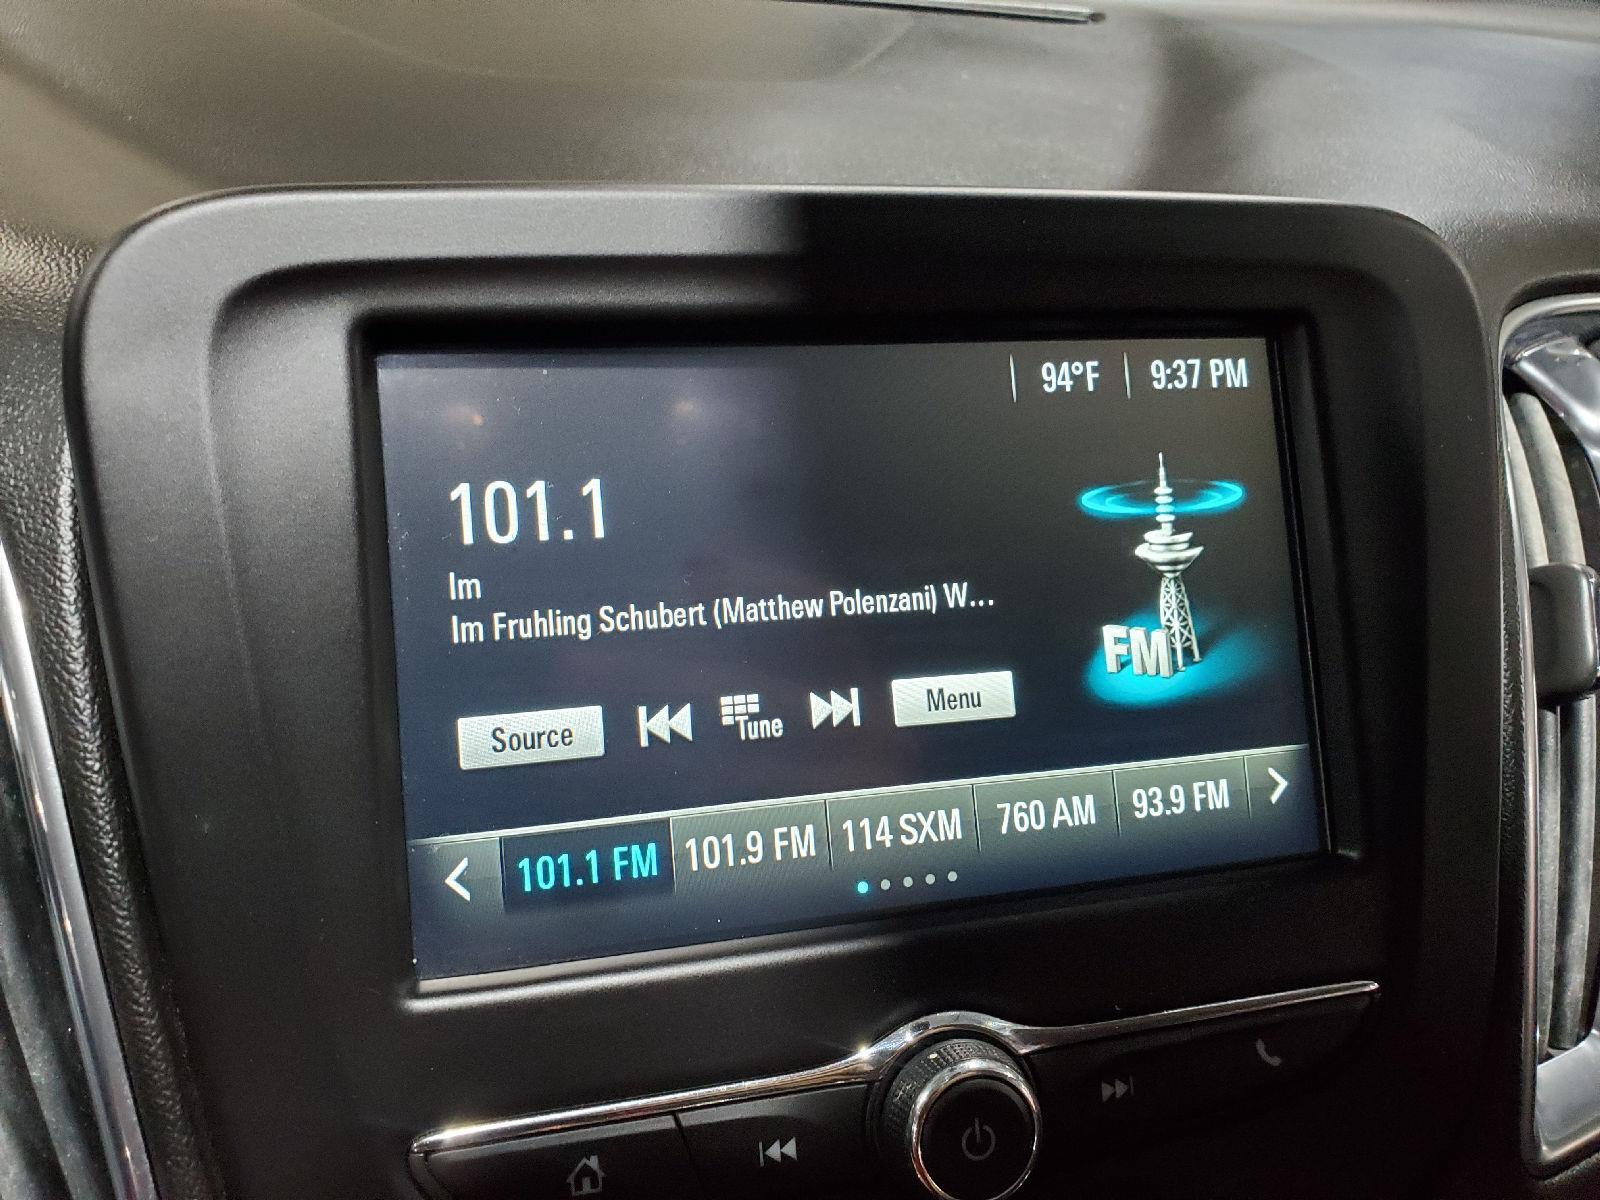 94°F 9:37 PM
101.1
Im
Im Fruhling Schubert (Matthew Polenzani) W...
FM
Source Tune Menu
101.1 FM 101.9 FM 114 SXM 760 AM 93.9 FM